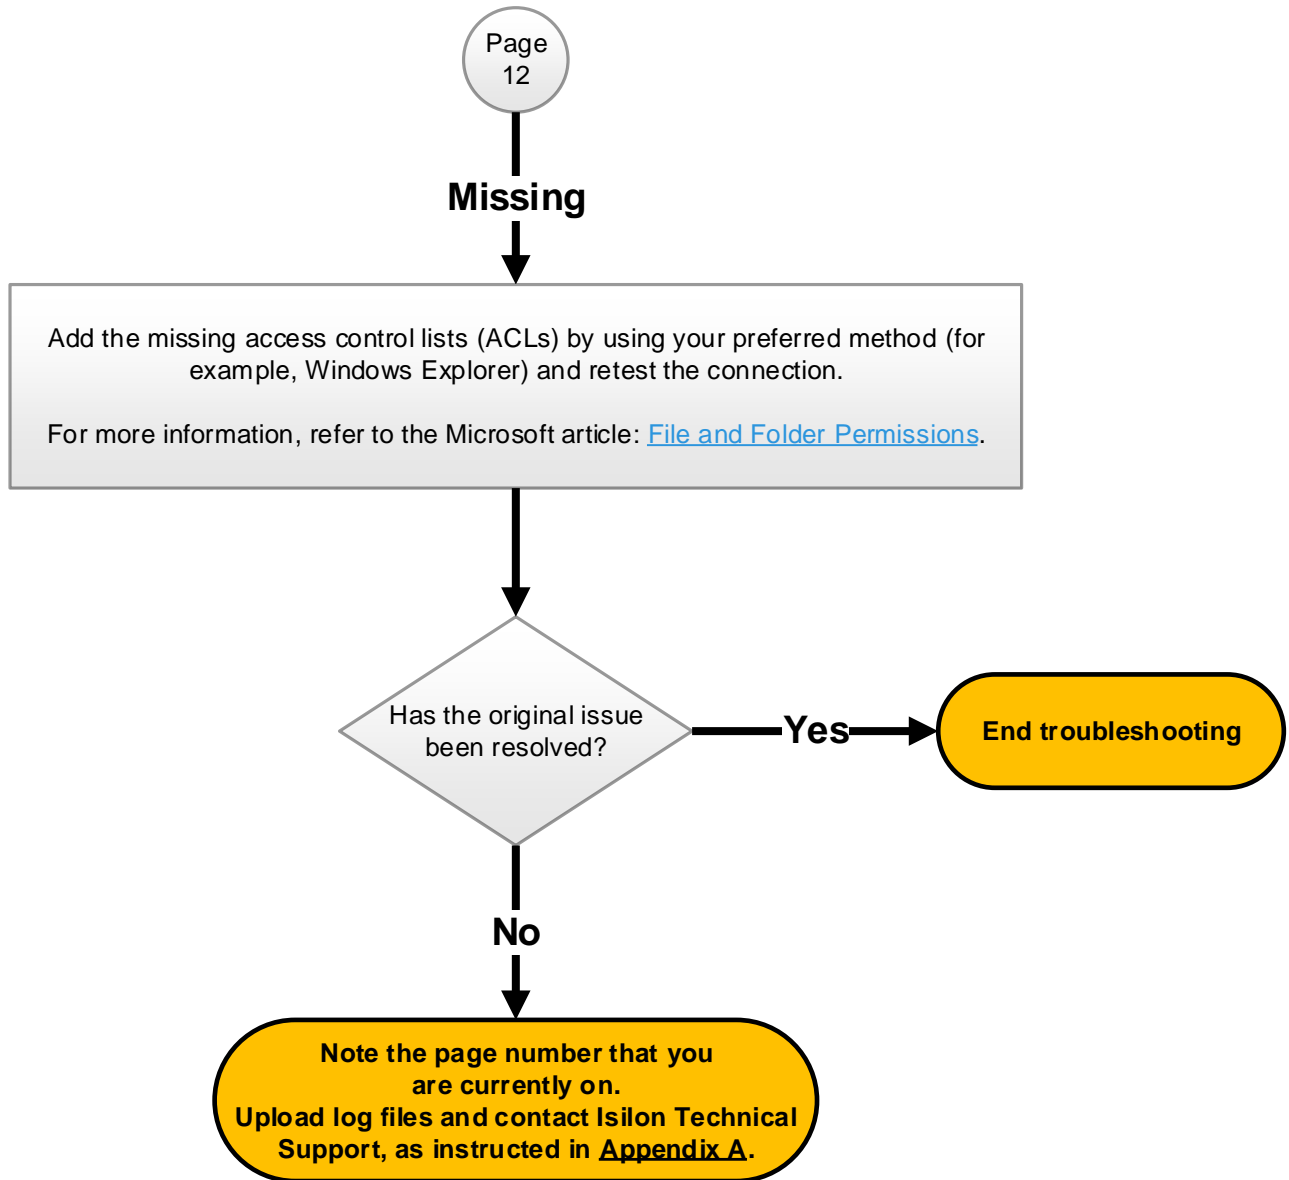 Page
12
Missing
Add the missing access control lists (ACLs) by using your preferred method (for
example, Windows Explorer) and retest the connection.
For more information, refer to the Microsoft article: File and Folder Permissions.
Has the original issue
been resolved?
Yes
End troubleshooting
No
Note the page number that you
are currently on.
Upload log files and contact Isilon Technical
Support, as instructed in Appendix A.